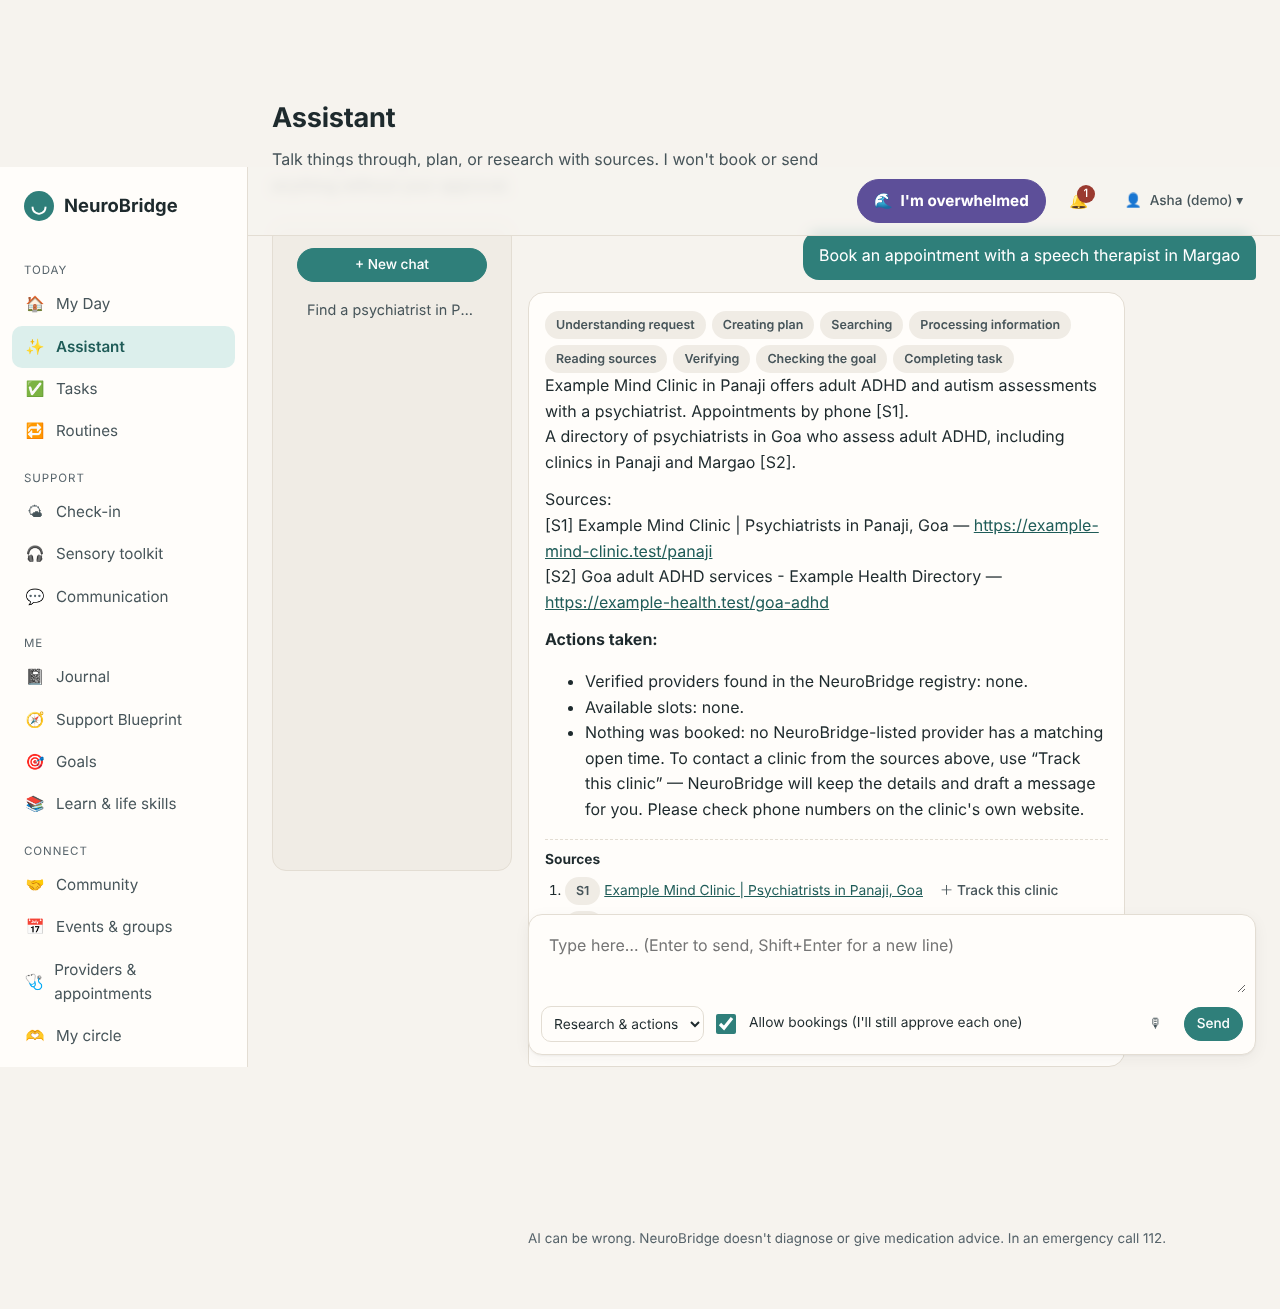 Assistant
Talk things through, plan, or research with sources. I won't book or send
NeuroBridge
I'm overwhelmed
1
Asha (demo) ▾
TODAY
My Day
Assistant
Tasks
Routines
SUPPORT
Check-in
Sensory toolkit
Communication
ME
Journal
Support Blueprint
Goals
Learn & life skills
CONNECT
Community
Events & groups
Providers &
appointments
My circle
+ New chat
Find a psychiatrist in P...
Book an appointment with a speech therapist in Margao
Understanding request Creating plan Searching Processing information
Reading sources Verifying Checking the goal Completing task
Example Mind Clinic in Panaji offers adult ADHD and autism assessments
with a psychiatrist. Appointments by phone [S1].
A directory of psychiatrists in Goa who assess adult ADHD, including
clinics in Panaji and Margao [S2].
Sources:
[S1] Example Mind Clinic | Psychiatrists in Panaji, Goa — https://example-
mind-clinic.test/panaji
[S2] Goa adult ADHD services - Example Health Directory —
https://example-health.test/goa-adhd
Actions taken:
• Verified providers found in the NeuroBridge registry: none.
• Available slots: none.
• Nothing was booked: no NeuroBridge-listed provider has a matching
open time. To contact a clinic from the sources above, use “Track
this clinic” — NeuroBridge will keep the details and draft a message
for you. Please check phone numbers on the clinic's own website.
Sources
1. S1 Example Mind Clinic | Psychiatrists in Panaji, Goa + Track this clinic
Type here... (Enter to send, Shift+Enter for a new line)
Research & actions
Allow bookings (I'll still approve each one)
Send
AI can be wrong. NeuroBridge doesn't diagnose or give medication advice. In an emergency call 112.